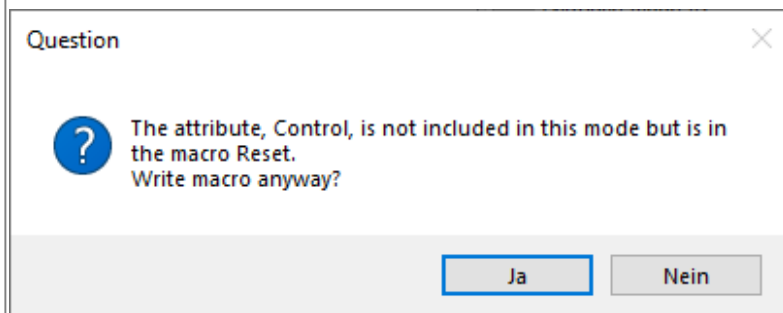 Question
The attribute, Control, is not included in this mode but is in
the macro Reset.
Write macro anyway?
Ja
Nein